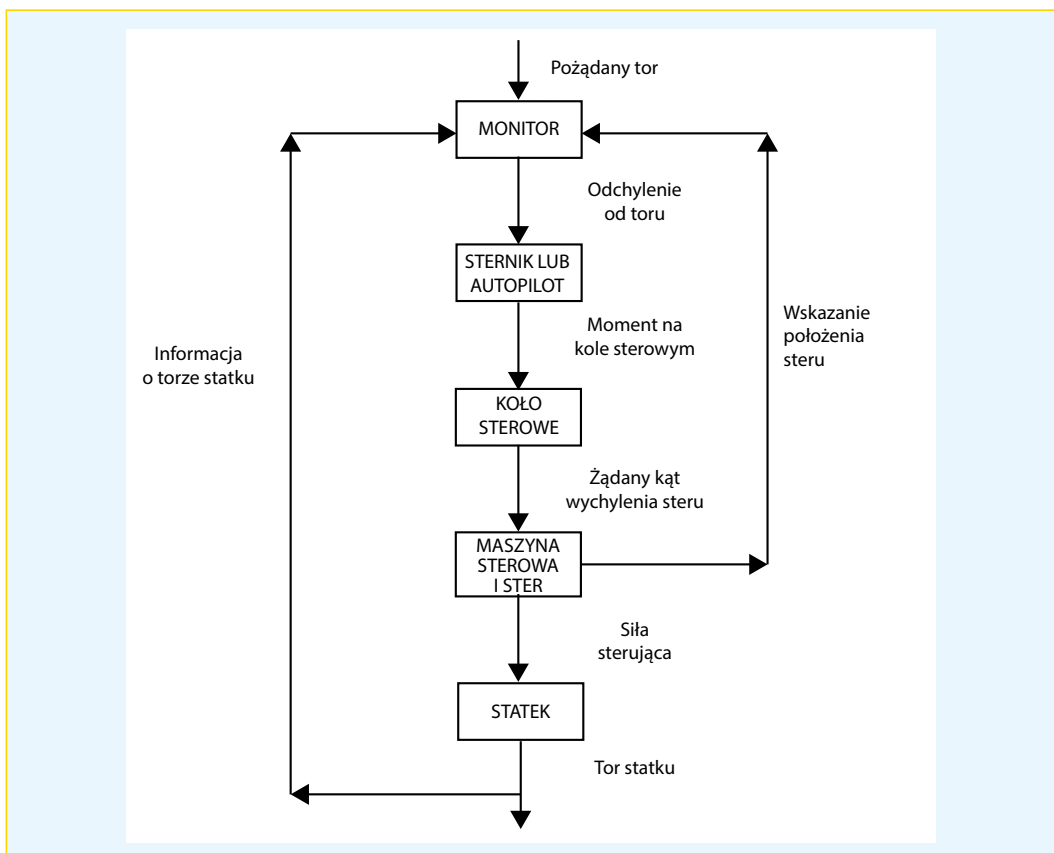 Pożądany tor
MONITOR
Odchylenie
od toru
STERNIK LUB
AUTOPILOT
Moment na
kole sterowym
Wskazanie
położenia
steru
Informacja
o torze statku
KOŁO
STEROWE
Żądany kąt
wychylenia steru
MASZYNA
STEROWA
I STER
Siła
sterująca
STATEK
Tor statku